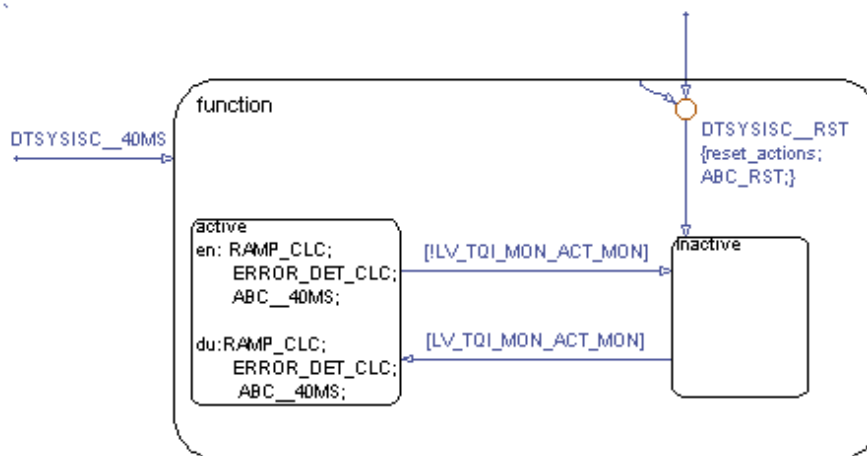 function
DTSYSISC__40MS
DTSYSISC__RST
{reset_actions;
ABC_RST;}
active
en: RAMP_CLC;
ERROR_DET_CLC;
ABC__40MS;
du:RAMP_CLC;
ERROR_DET_CLC;
ABC__40MS;
[!LV_TQI_MON_ACT_MON]
[LV_TQI_MON_ACT_MON]
inactive